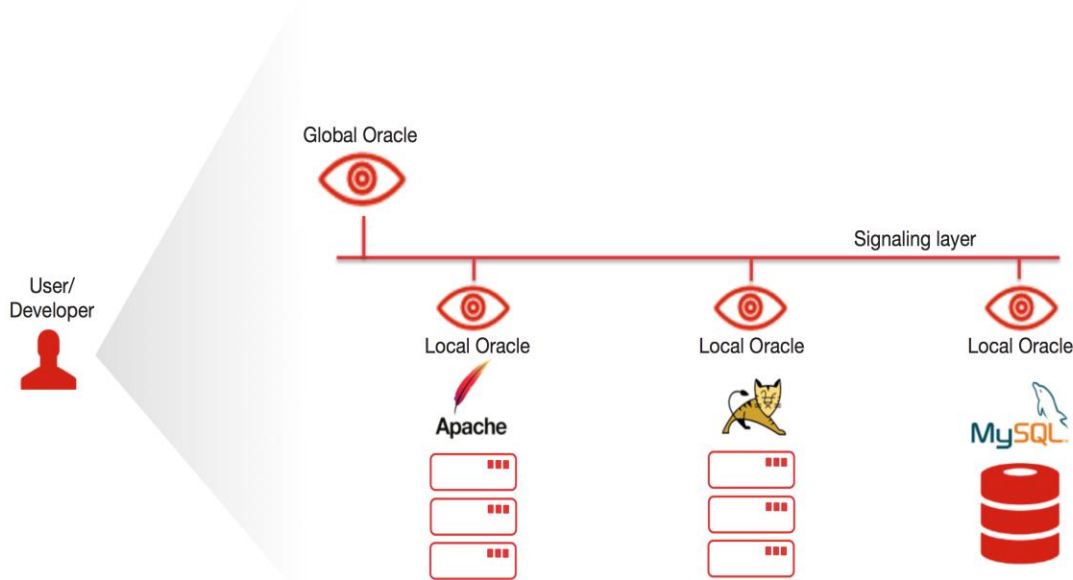 Global Oracle
Signaling layer
User/
Developer
Local Oracle
Local Oracle
Local Oracle
Apache
MySQL